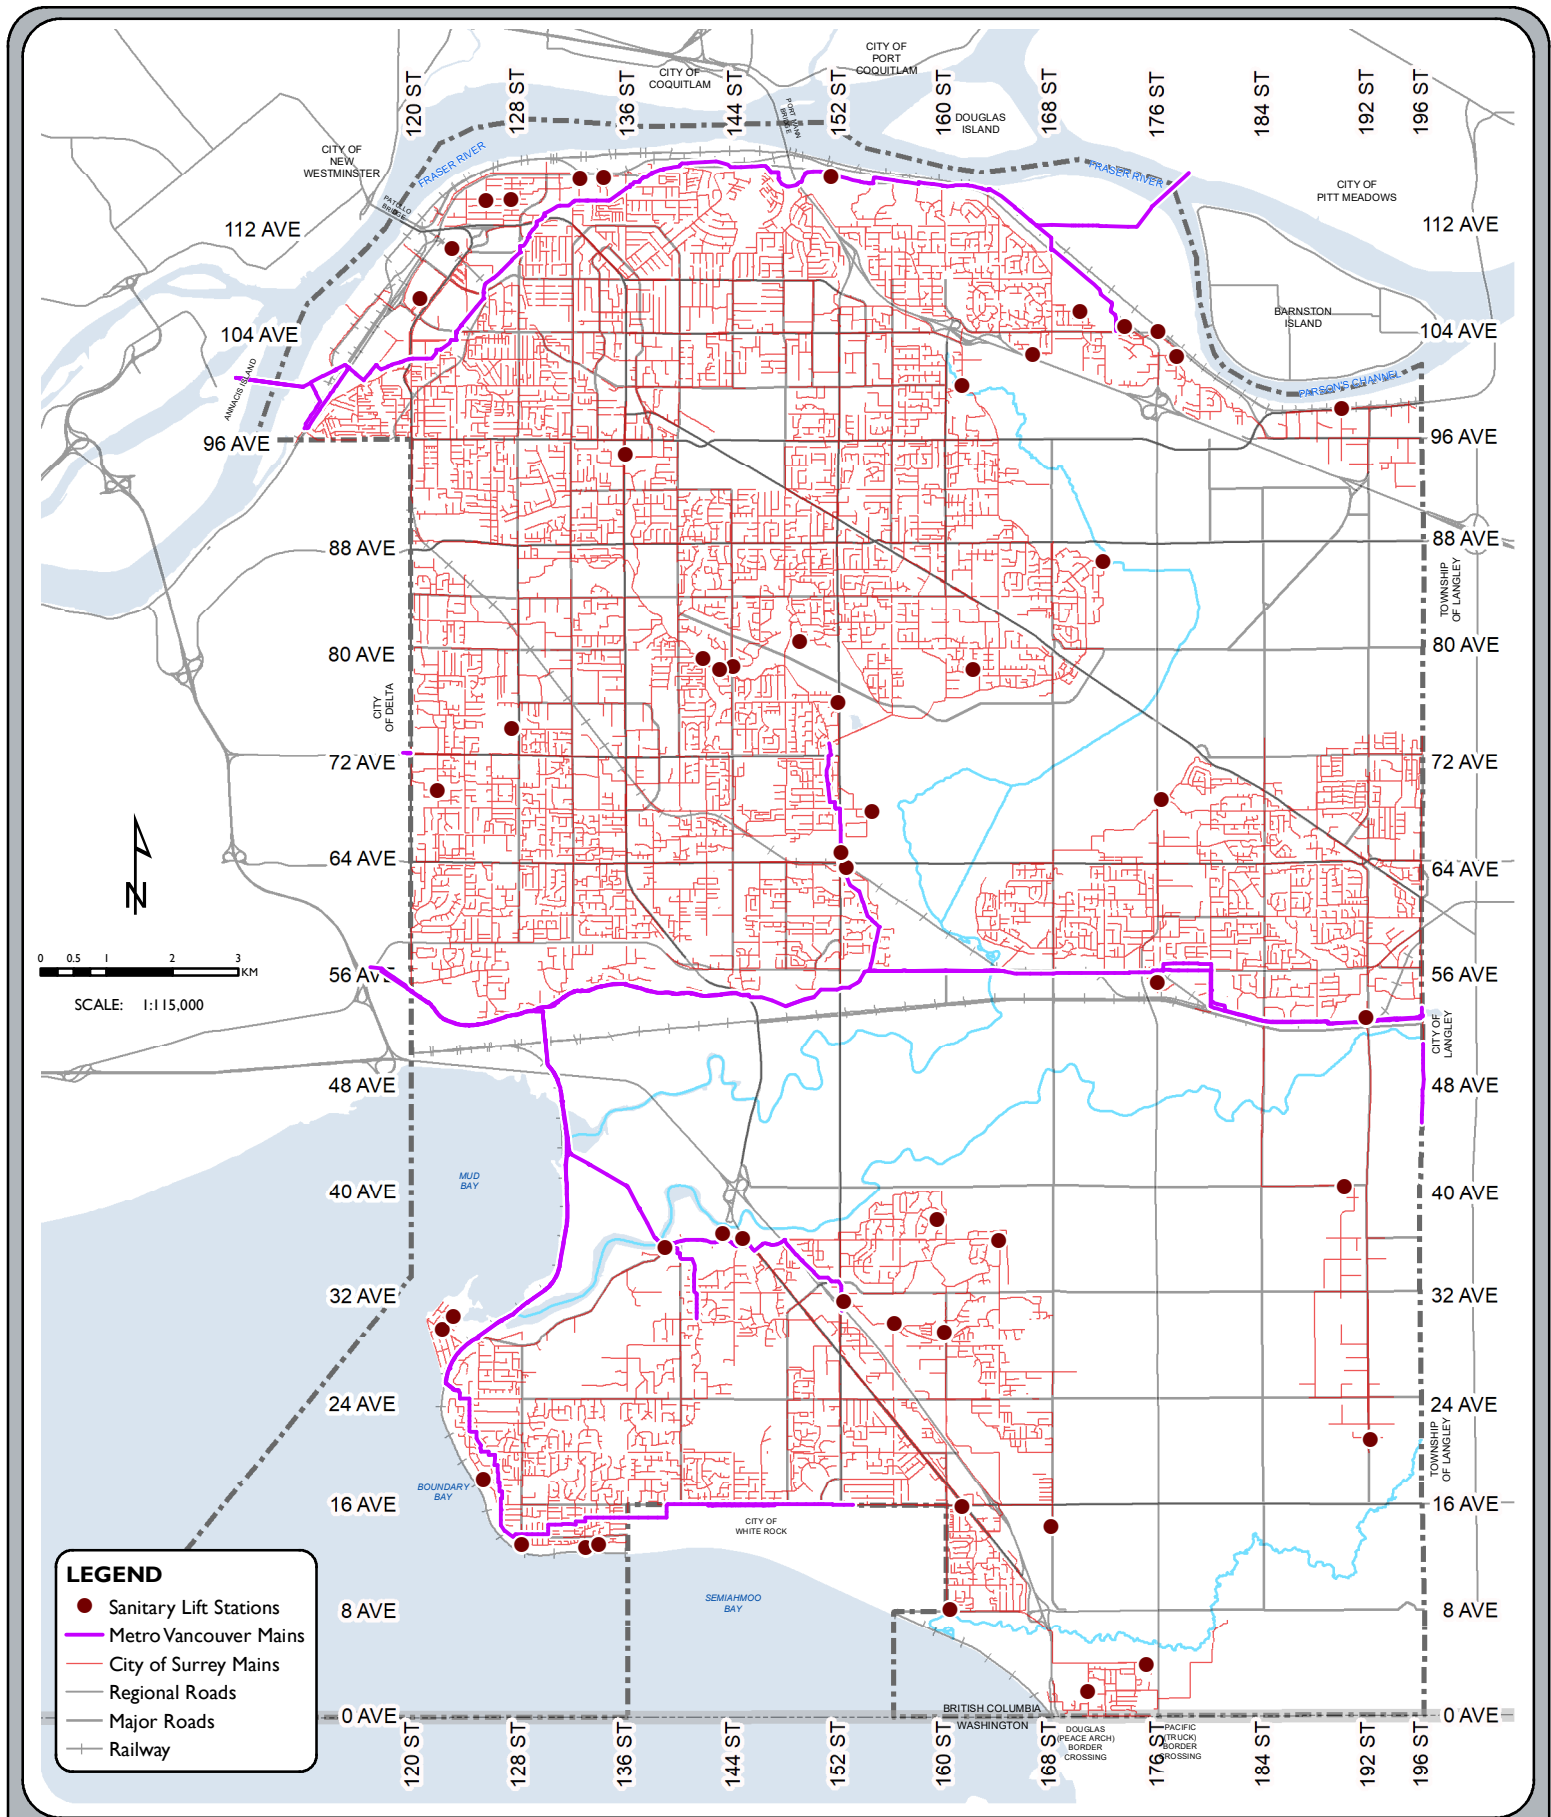 CITY OF
PORT
COQUITLAM
CITY OF
COQUITLAM
120 ST
128 ST
136 ST
144 ST
152 ST
160 ST
168 ST
176 ST
184 ST
192 ST
196 ST
PORT MANN
BRIDGE
DOUGLAS
ISLAND
CITY OF
NEW
WESTMINSTER
FRASER RIVER
FRASER RIVER
CITY OF
PITT MEADOWS
PATULLO
BRIDGE
112 AVE
112 AVE
BARNSTON
ISLAND
104 AVE
104 AVE
ANNACIS ISLAND
PARSON'S CHANNEL
96 AVE
96 AVE
88 AVE
88 AVE
TOWNSHIP
OF LANGLEY
80 AVE
80 AVE
CITY
OF DELTA
72 AVE
72 AVE
64 AVE
64 AVE
N
0 0.5 1 2 3
KM
56 AVE
56 AVE
SCALE: 1:115,000
CITY OF
LANGLEY
48 AVE
48 AVE
MUD
BAY
40 AVE
40 AVE
32 AVE
32 AVE
24 AVE
24 AVE
TOWNSHIP
OF LANGLEY
BOUNDARY
BAY
16 AVE
16 AVE
CITY OF
WHITE ROCK
LEGEND
Sanitary Lift Stations
Metro Vancouver Mains
City of Surrey Mains
Regional Roads
Major Roads
Railway
SEMIAHMOO
BAY
8 AVE
8 AVE
0 AVE
0 AVE
BRITISH COLUMBIA
WASHINGTON
DOUGLAS
(PEACE ARCH)
BORDER
CROSSING
PACIFIC
(TRUCK)
BORDER
CROSSING
120 ST
128 ST
136 ST
144 ST
152 ST
160 ST
168 ST
176 ST
184 ST
192 ST
196 ST